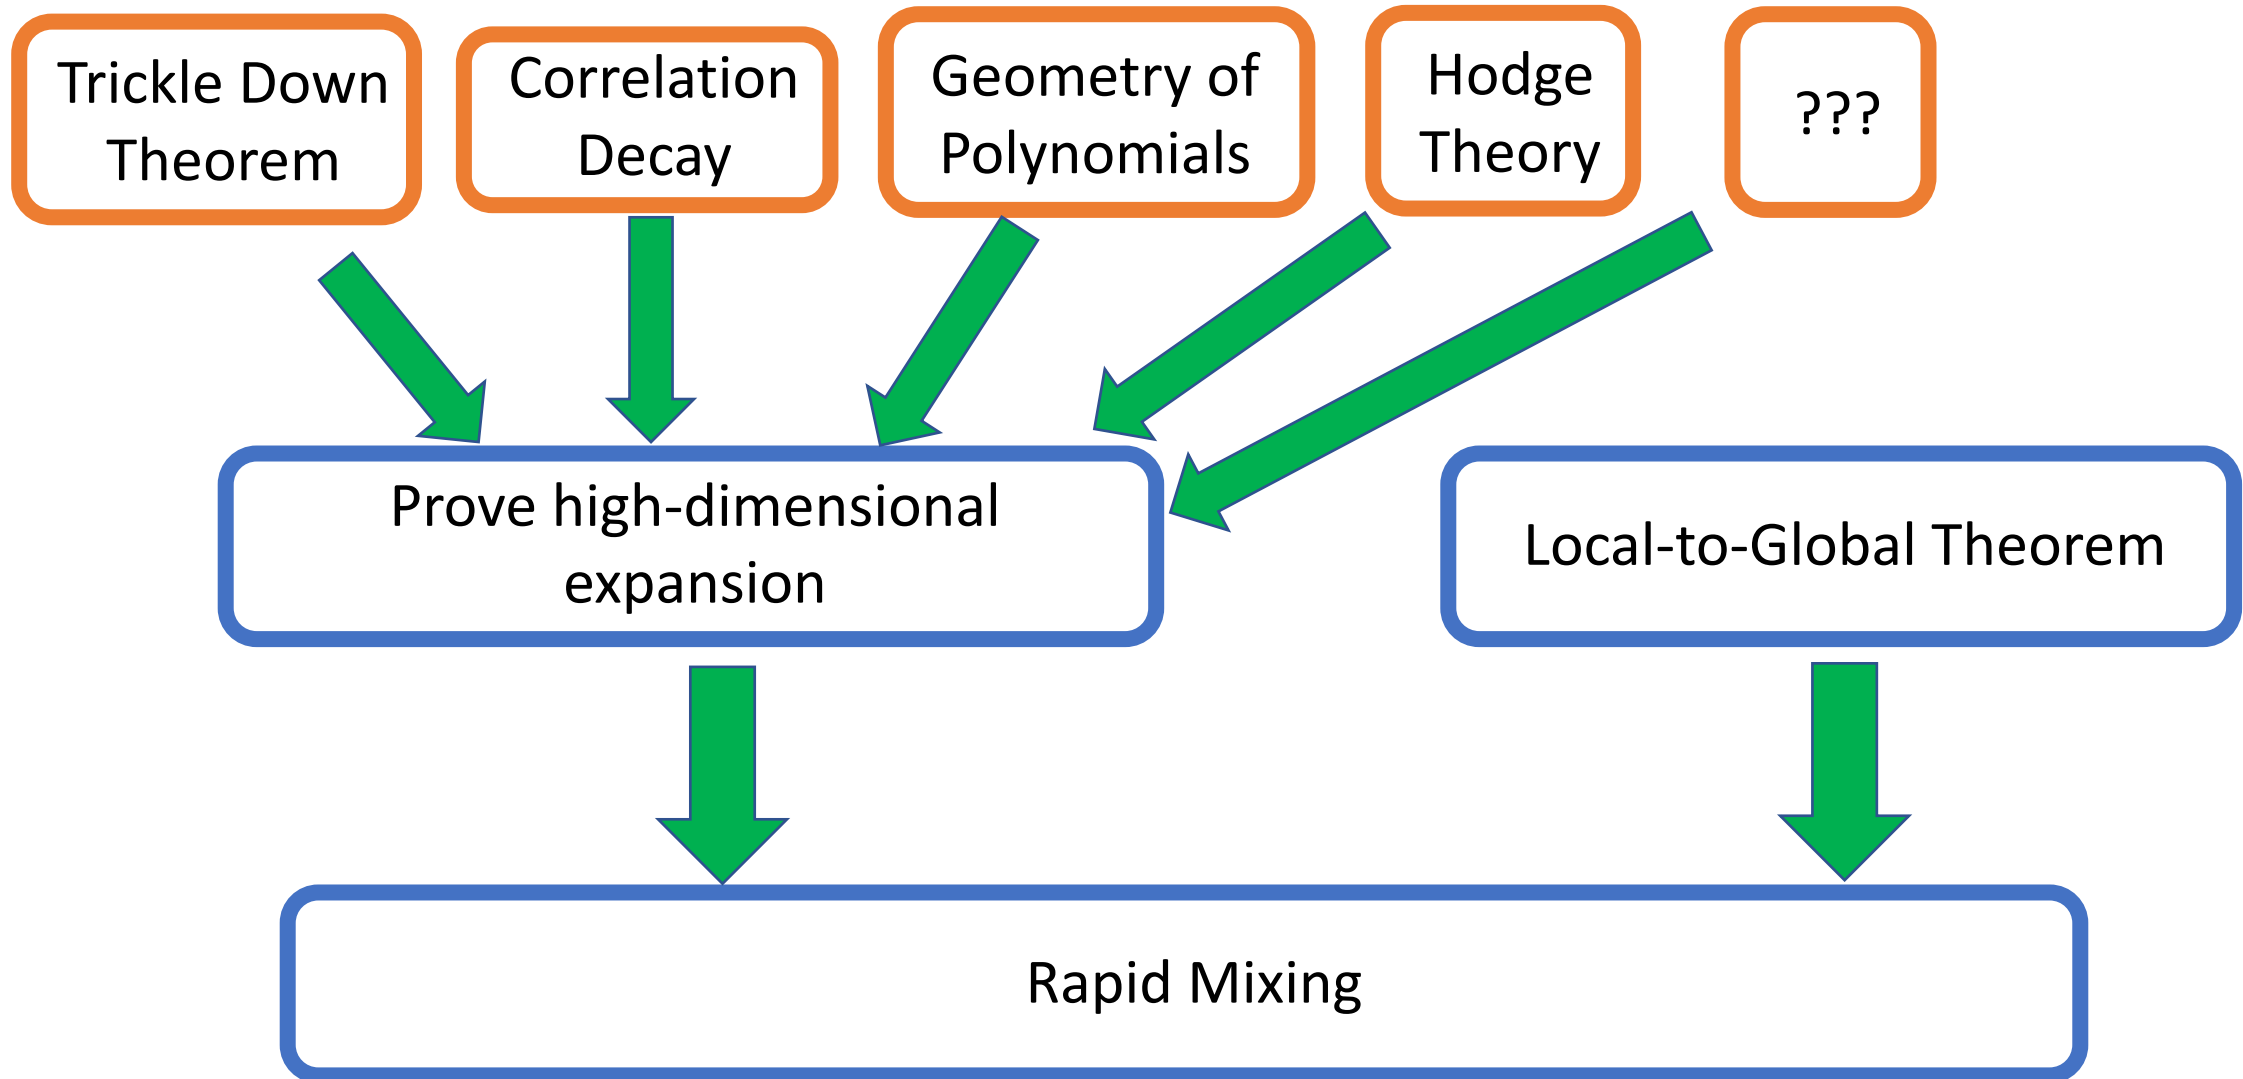 Trickle Down
Theorem
Correlation
Decay
Geometry of
Polynomials
Hodge
Theory
???
Prove high-dimensional
expansion
Local-to-Global Theorem
Rapid Mixing